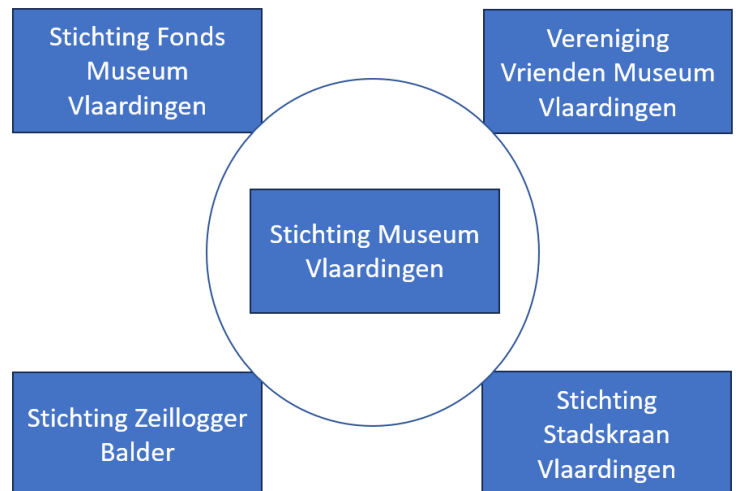 Stichting Fonds
Museum
Vlaardingen
Vereniging
Vrienden Museum
Vlaardingen
Stichting Museum
Vlaardingen
Stichting Zeillogger
Balder
Stichting
Stadskraan
Vlaardingen